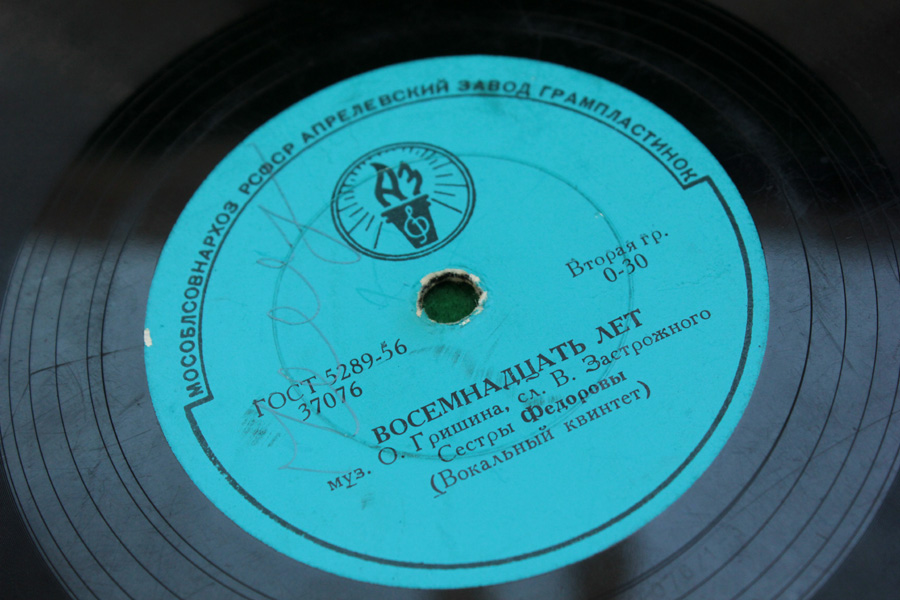 МОСОБЛСОВНАРХОЗ РСФСР АПРЕЛЕВСКИЙ ЗАВОД ГРАМПЛАСТИНОК
АЗ
Вторая гр.
0-30
ГОСТ 5289-56
37076
ВОСЕМНАДЦАТЬ ЛЕТ
муз. О. Гришина, сл. В. Застрожного
Сестры Федоровы
(Вокальный квинтет)